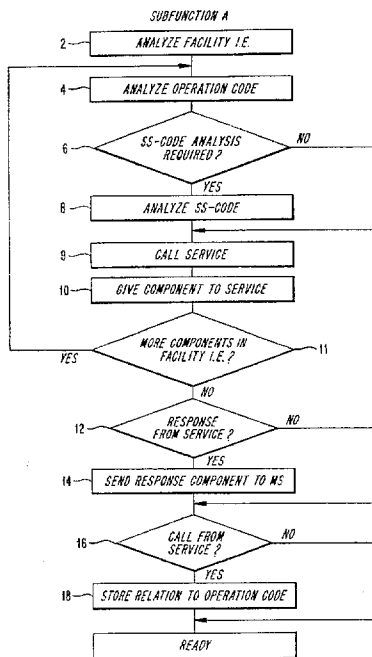 SUBFUNCTION A
2
ANALYZE FACILITY I.E.
4
ANALYZE OPERATION CODE
6
SS-CODE ANALYSIS
REQUIRED?
NO
YES
8
ANALYZE SS-CODE
9
CALL SERVICE
10
GIVE COMPONENT TO SERVICE
MORE COMPONENTS IN
FACILITY I.E.?
11
YES
NO
12
RESPONSE
FROM SERVICE?
NO
YES
14
SEND RESPONSE COMPONENT TO MS
16
CALL FROM
SERVICE?
NO
YES
18
STORE RELATION TO OPERATION CODE
READY